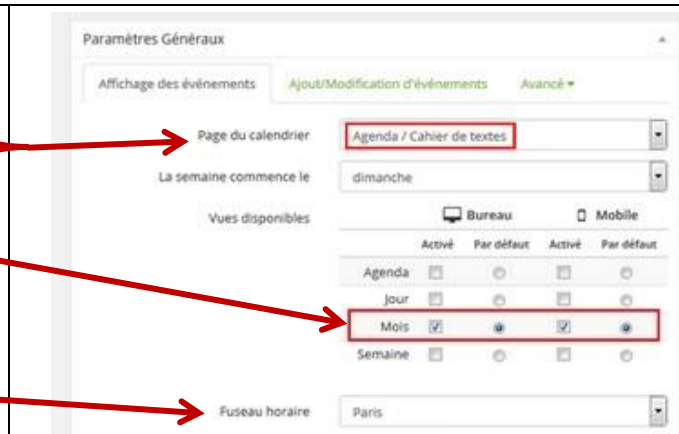 Paramètres Généraux
Affichage des événements Ajout/Modification d'événements Avancé
Page du calendrier Agenda / Cahier de textes
La semaine commence le dimanche
Vues disponibles Bureau Mobile
Activé Par défaut Activé Par défaut
Agenda
Jour
Mois
Semaine
Fuseau horaire Paris